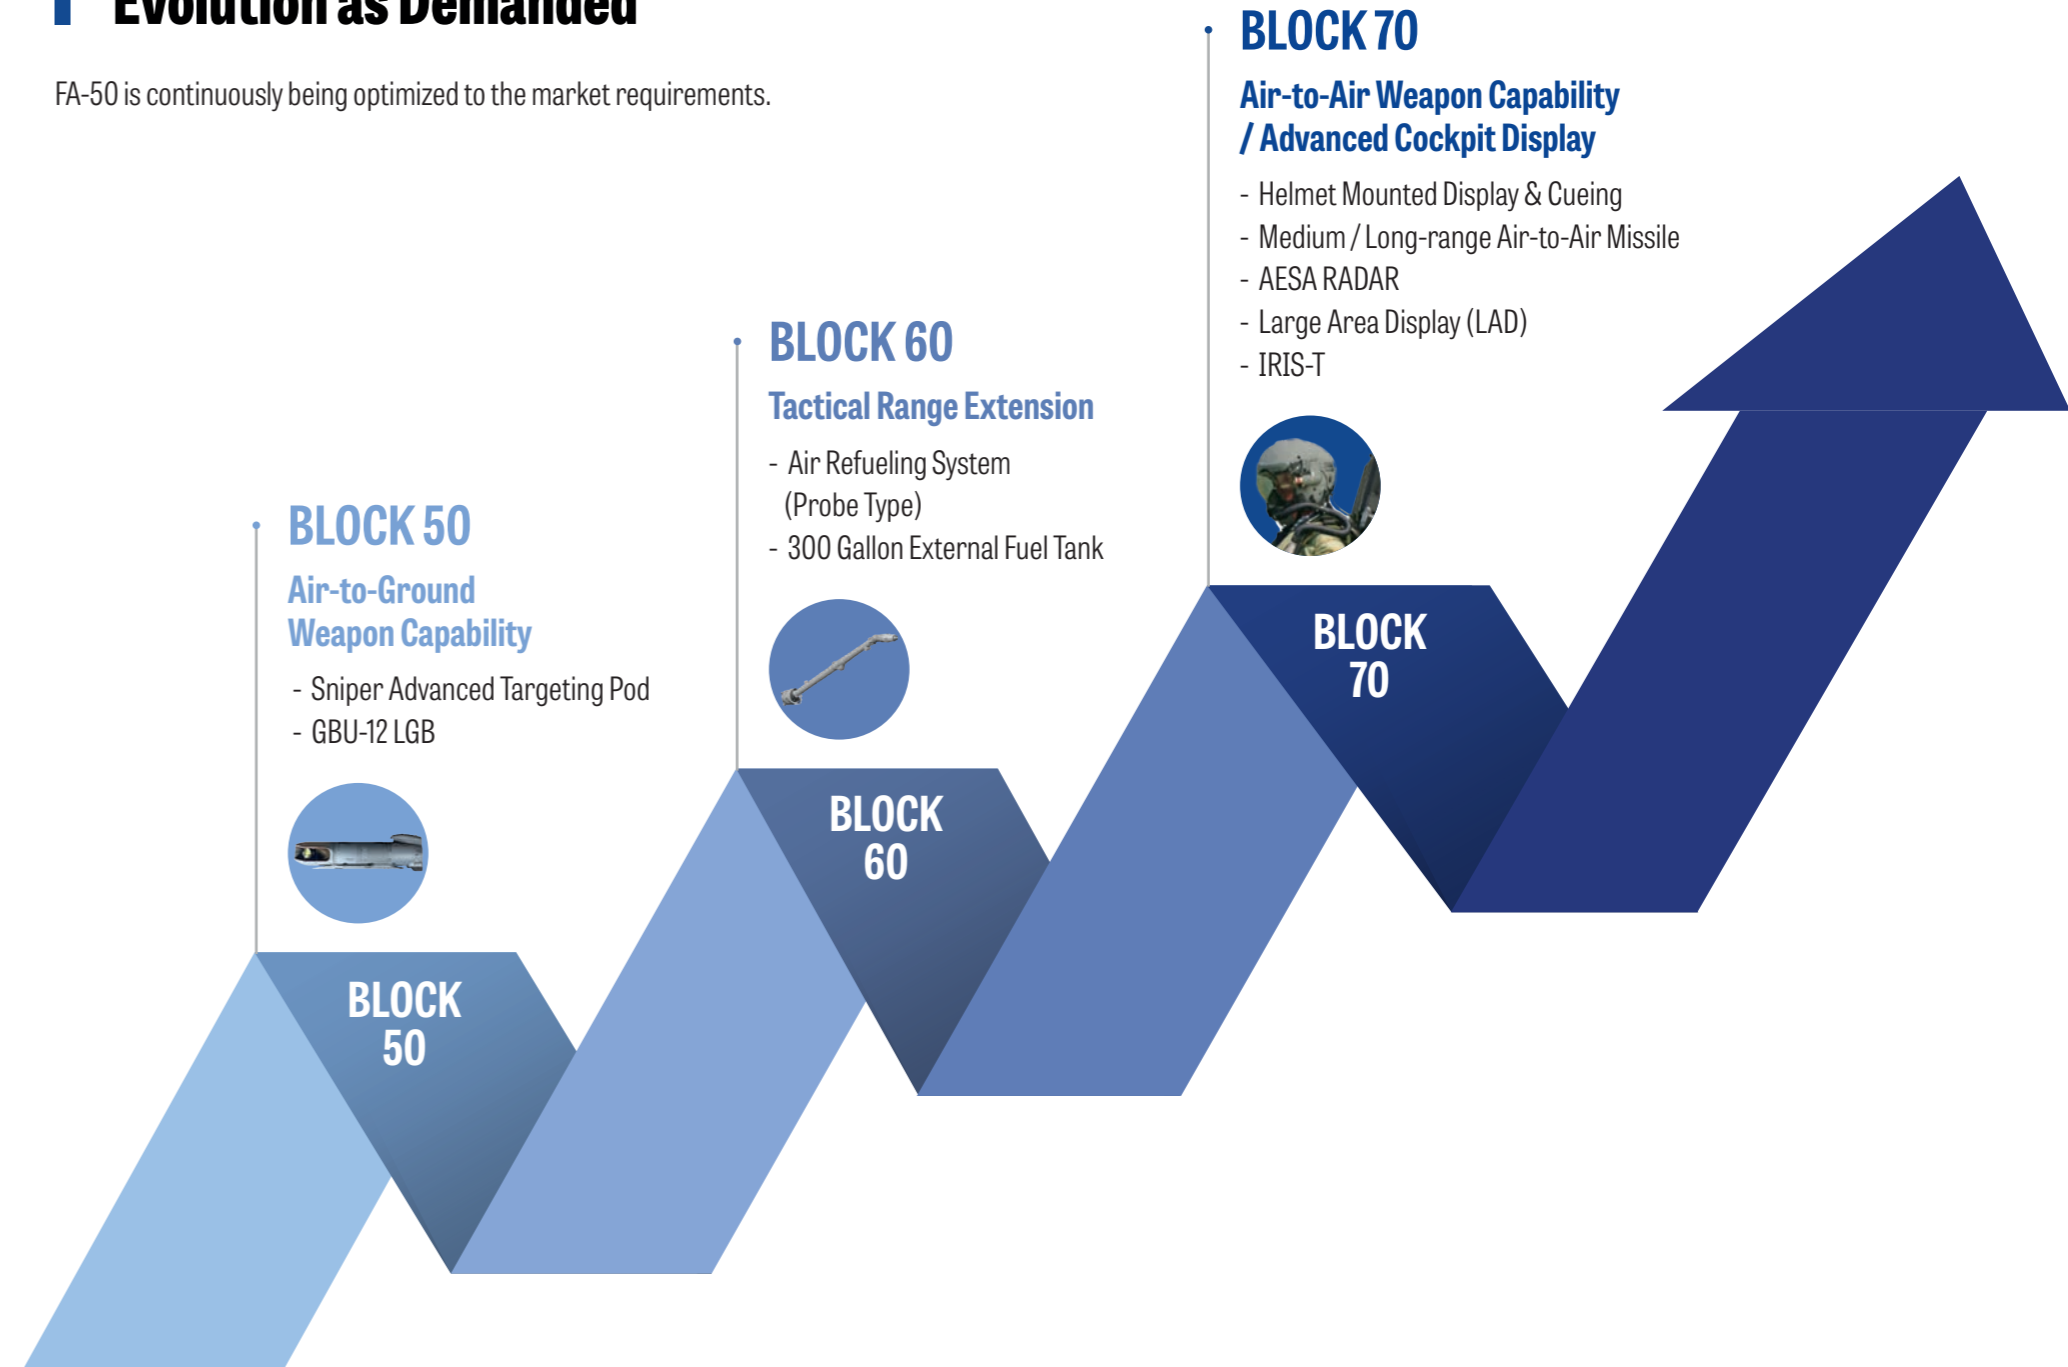 Evolution as Demanded
FA-50 is continuously being optimized to the market requirements.
BLOCK 50
Air-to-Ground
Weapon Capability
- Sniper Advanced Targeting Pod
- GBU-12 LGB
BLOCK
50
BLOCK 60
Tactical Range Extension
- Air Refueling System
(Probe Type)
- 300 Gallon External Fuel Tank
BLOCK
60
BLOCK 70
Air-to-Air Weapon Capability
/ Advanced Cockpit Display
- Helmet Mounted Display & Cueing
- Medium / Long-range Air-to-Air Missile
- AESA RADAR
- Large Area Display (LAD)
- IRIS-T
BLOCK
70